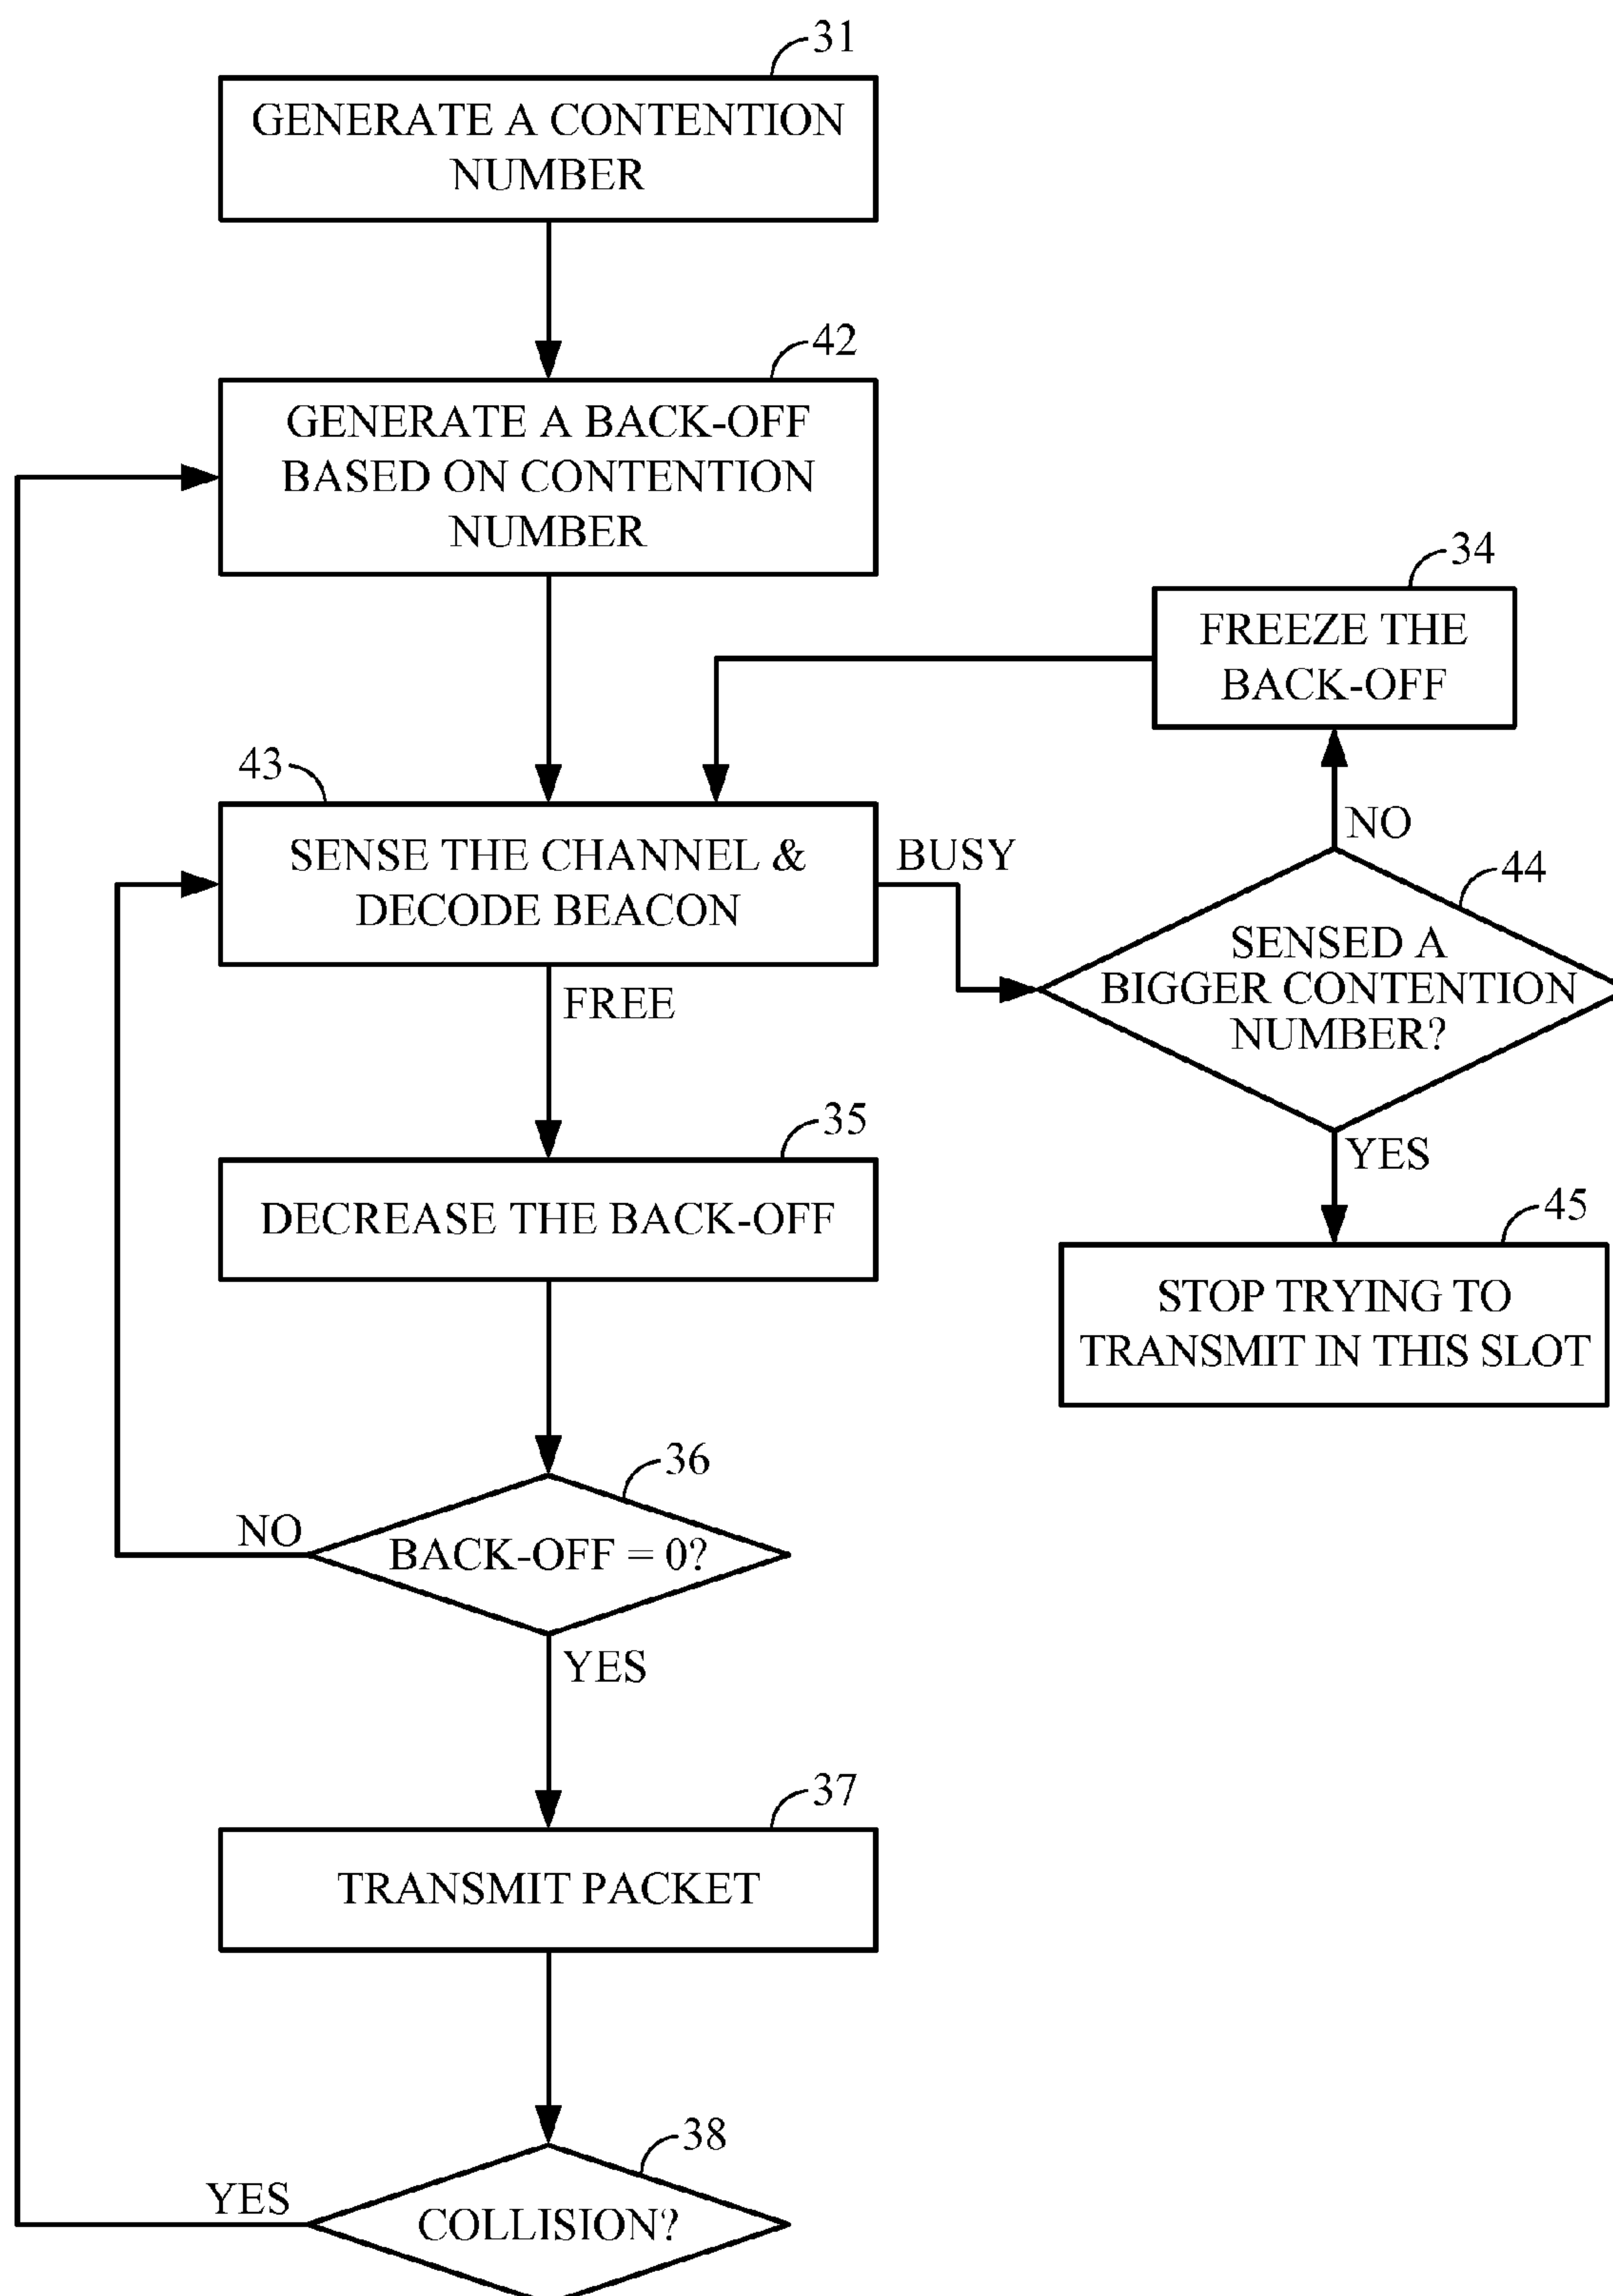 31
GENERATE A CONTENTION
NUMBER
42
GENERATE A BACK-OFF
BASED ON CONTENTION
NUMBER
34
FREEZE THE
BACK-OFF
43
SENSE THE CHANNEL &
DECODE BEACON
BUSY
NO
44
SENSED A
BIGGER CONTENTION
NUMBER?
FREE
YES
35
DECREASE THE BACK-OFF
45
STOP TRYING TO
TRANSMIT IN THIS SLOT
36
NO
BACK-OFF = 0?
YES
37
TRANSMIT PACKET
38
YES
COLLISION?